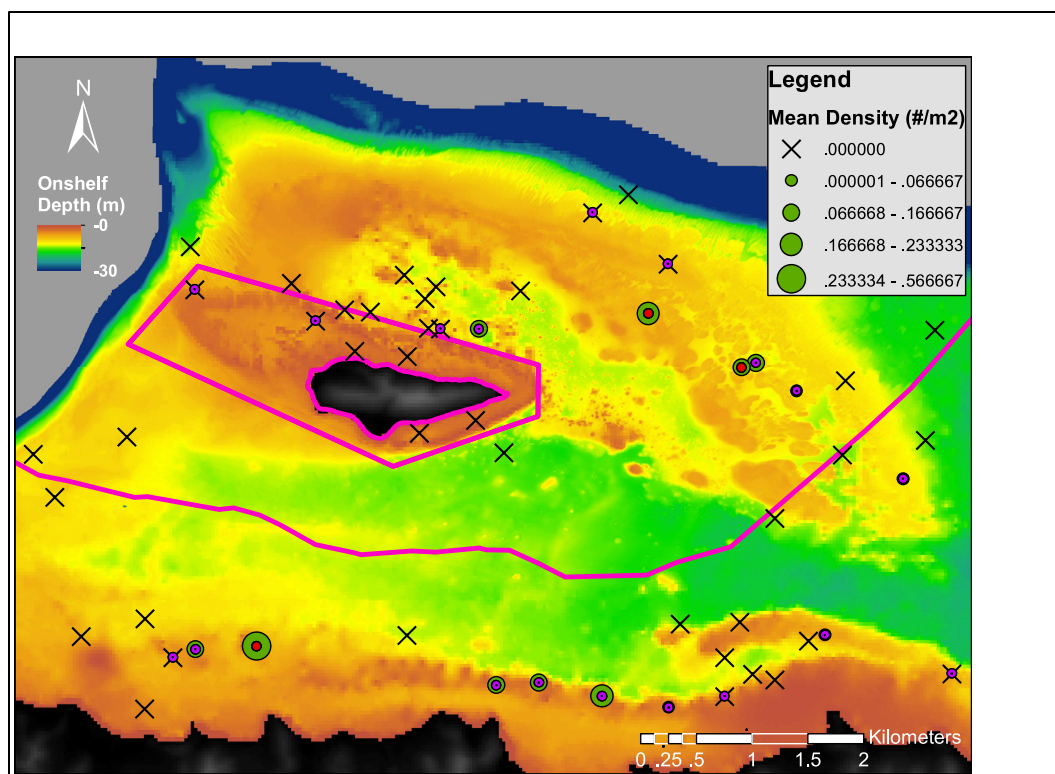 N
Onshelf
Depth (m)
-0
-30
Legend
Mean Density (#/m2)
.000000
.000001 - .066667
.066668 - .166667
.166668 - .233333
.233334 - .566667
Kilometers
0 .25 .5 1 1.5 2